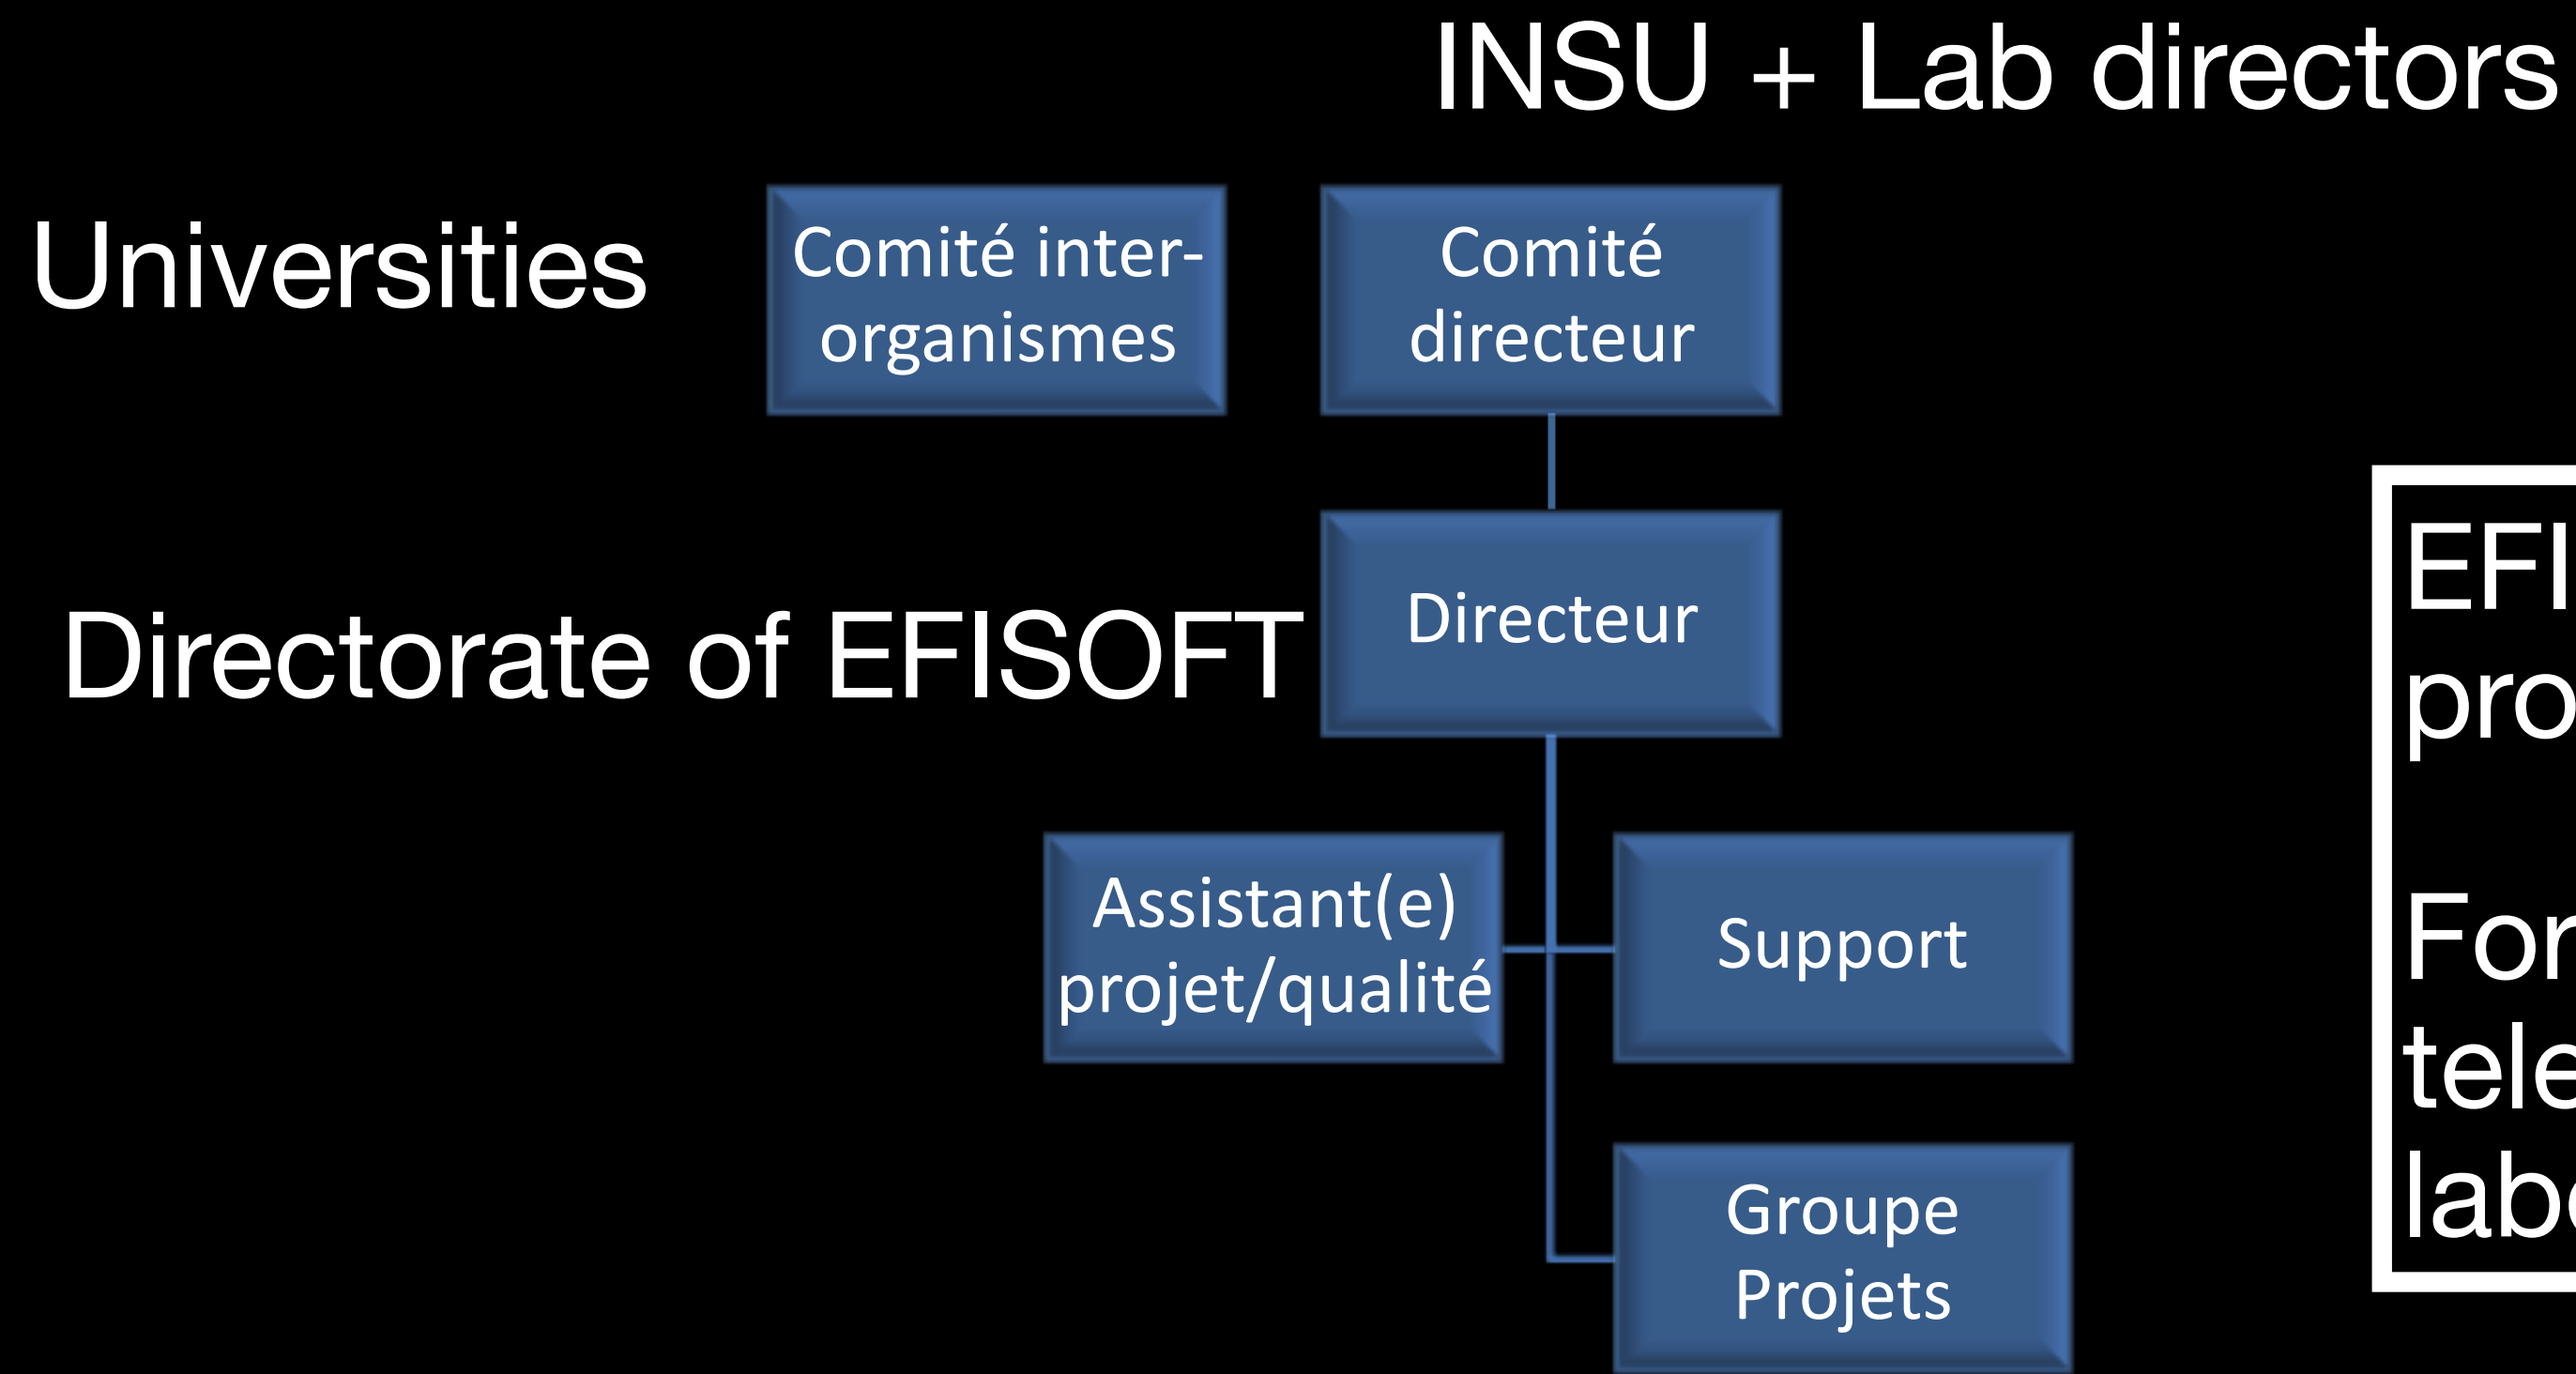 INSU + Lab directors
Universities
Comité inter-
organismes
Comité
directeur
Directorate of EFISOFT
Directeur
Assistant(e)
projet/qualité
Support
Groupe
Projets